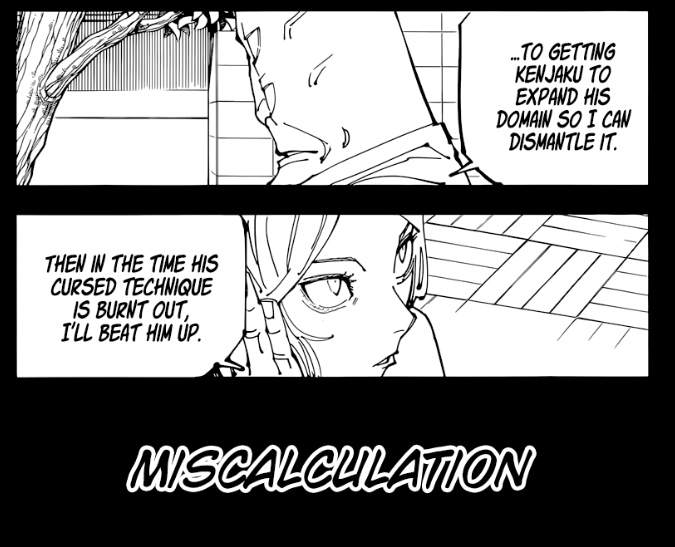 ...TO GETTING
KENJAKU TO
EXPAND HIS
DOMAIN SO I CAN
DISMANTLE IT.
THEN IN THE TIME HIS
CURSED TECHNIQUE
IS BURNT OUT,
I'LL BEAT HIM UP.
MISCALCULATION